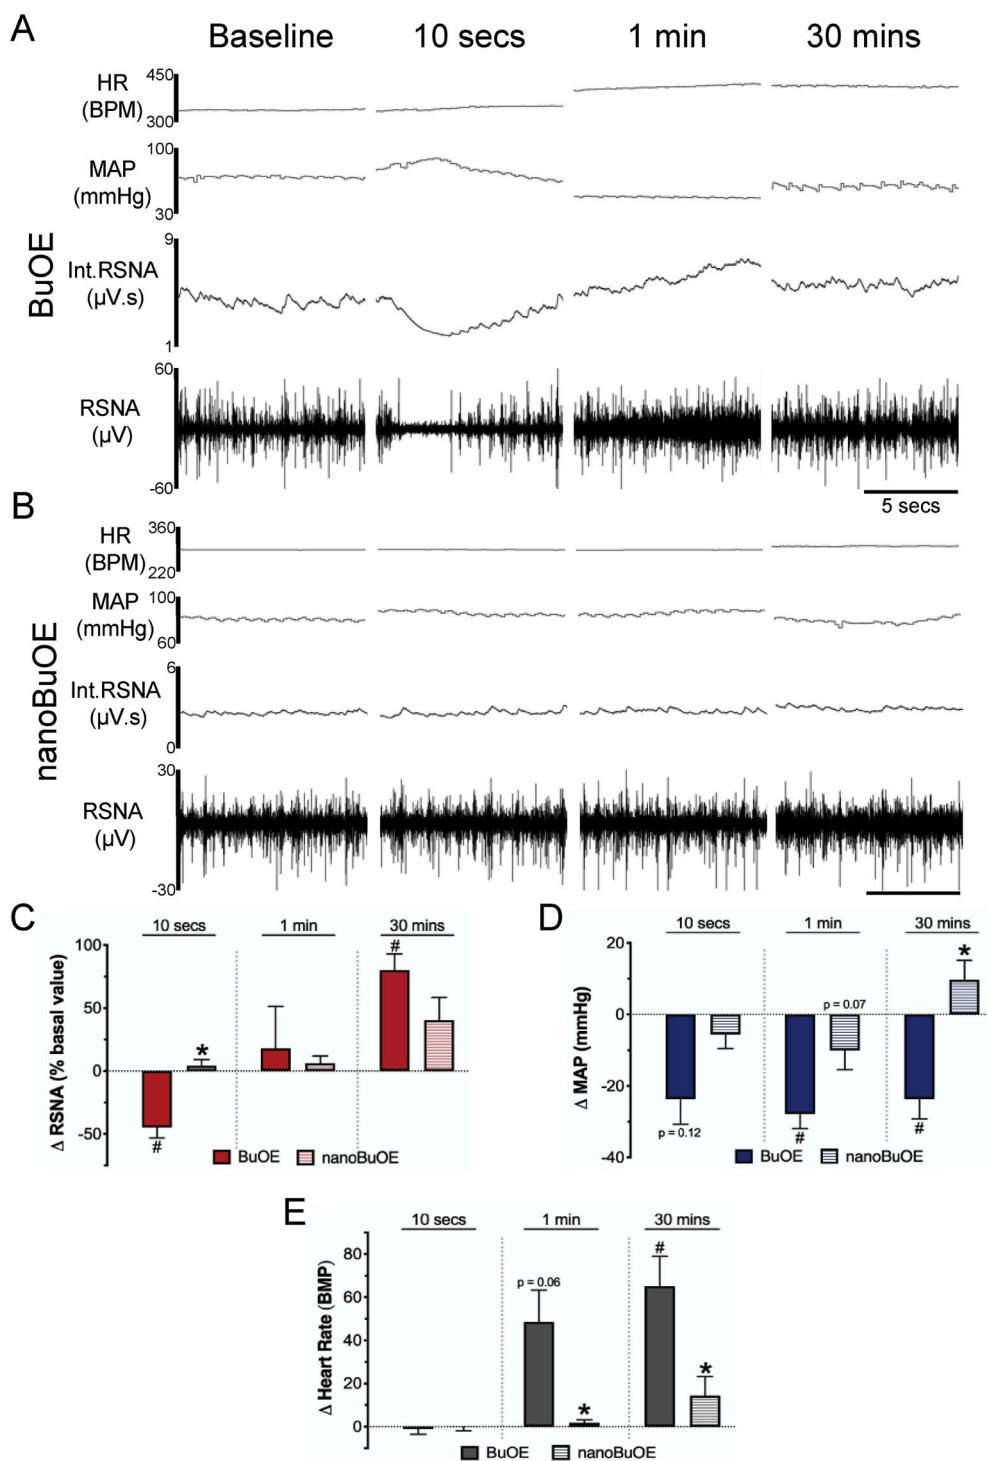 A
Baseline
10 secs
1 min
30 mins
BuOE
HR
(BPM)
450
300
MAP
(mmHg)
100
30
Int.RSNA
(µV.s)
9
1
RSNA
(µV)
60
-60
5 secs
B
nanoBuOE
HR
(BPM)
360
220
MAP
(mmHg)
100
60
Int.RSNA
(µV.s)
6
0
RSNA
(µV)
30
-30
C
10 secs
1 min
30 mins
Δ RSNA (% basal value)
100
50
0
-50
#
*
#
BuOE
nanoBuOE
D
10 secs
1 min
30 mins
Δ MAP (mmHg)
20
0
-20
-40
p = 0.12
p = 0.07
#
#
*
BuOE
nanoBuOE
E
10 secs
1 min
30 mins
Δ Heart Rate (BMP)
80
60
40
20
0
p = 0.06
*
#
*
BuOE
nanoBuOE